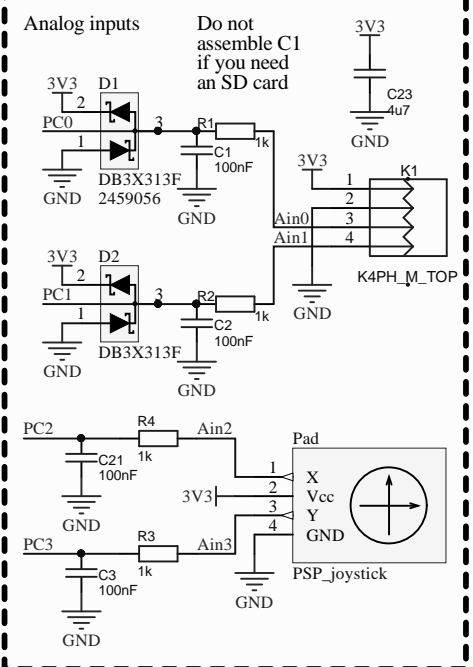 Analog inputs
Do not
assemble C1
if you need
an SD card
3V3
C23
4u7
GND
3V3
D1
2
PC0
3
1
GND
DB3X313F
2459056
R1
1k
C1
100nF
GND
3V3
K1
1
2
Ain0
3
Ain1
4
K4PH_M_TOP
GND
3V3
D2
2
PC1
3
1
GND
DB3X313F
R2
1k
C2
100nF
GND
PC2
R4
Ain2
1k
C21
100nF
GND
Pad
1
X
3V3
2
Vcc
3
Y
4
GND
PSP_joystick
GND
PC3
R3
Ain3
1k
C3
100nF
GND